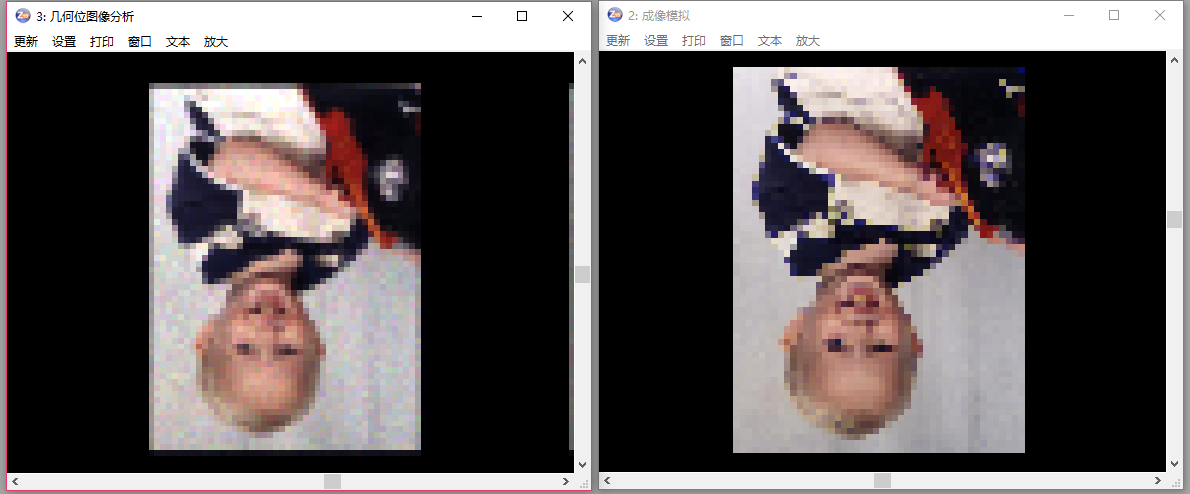 3: 几何位图像分析
更新 设置 打印 窗口 文本 放大
2: 成像模拟
更新 设置 打印 窗口 文本 放大